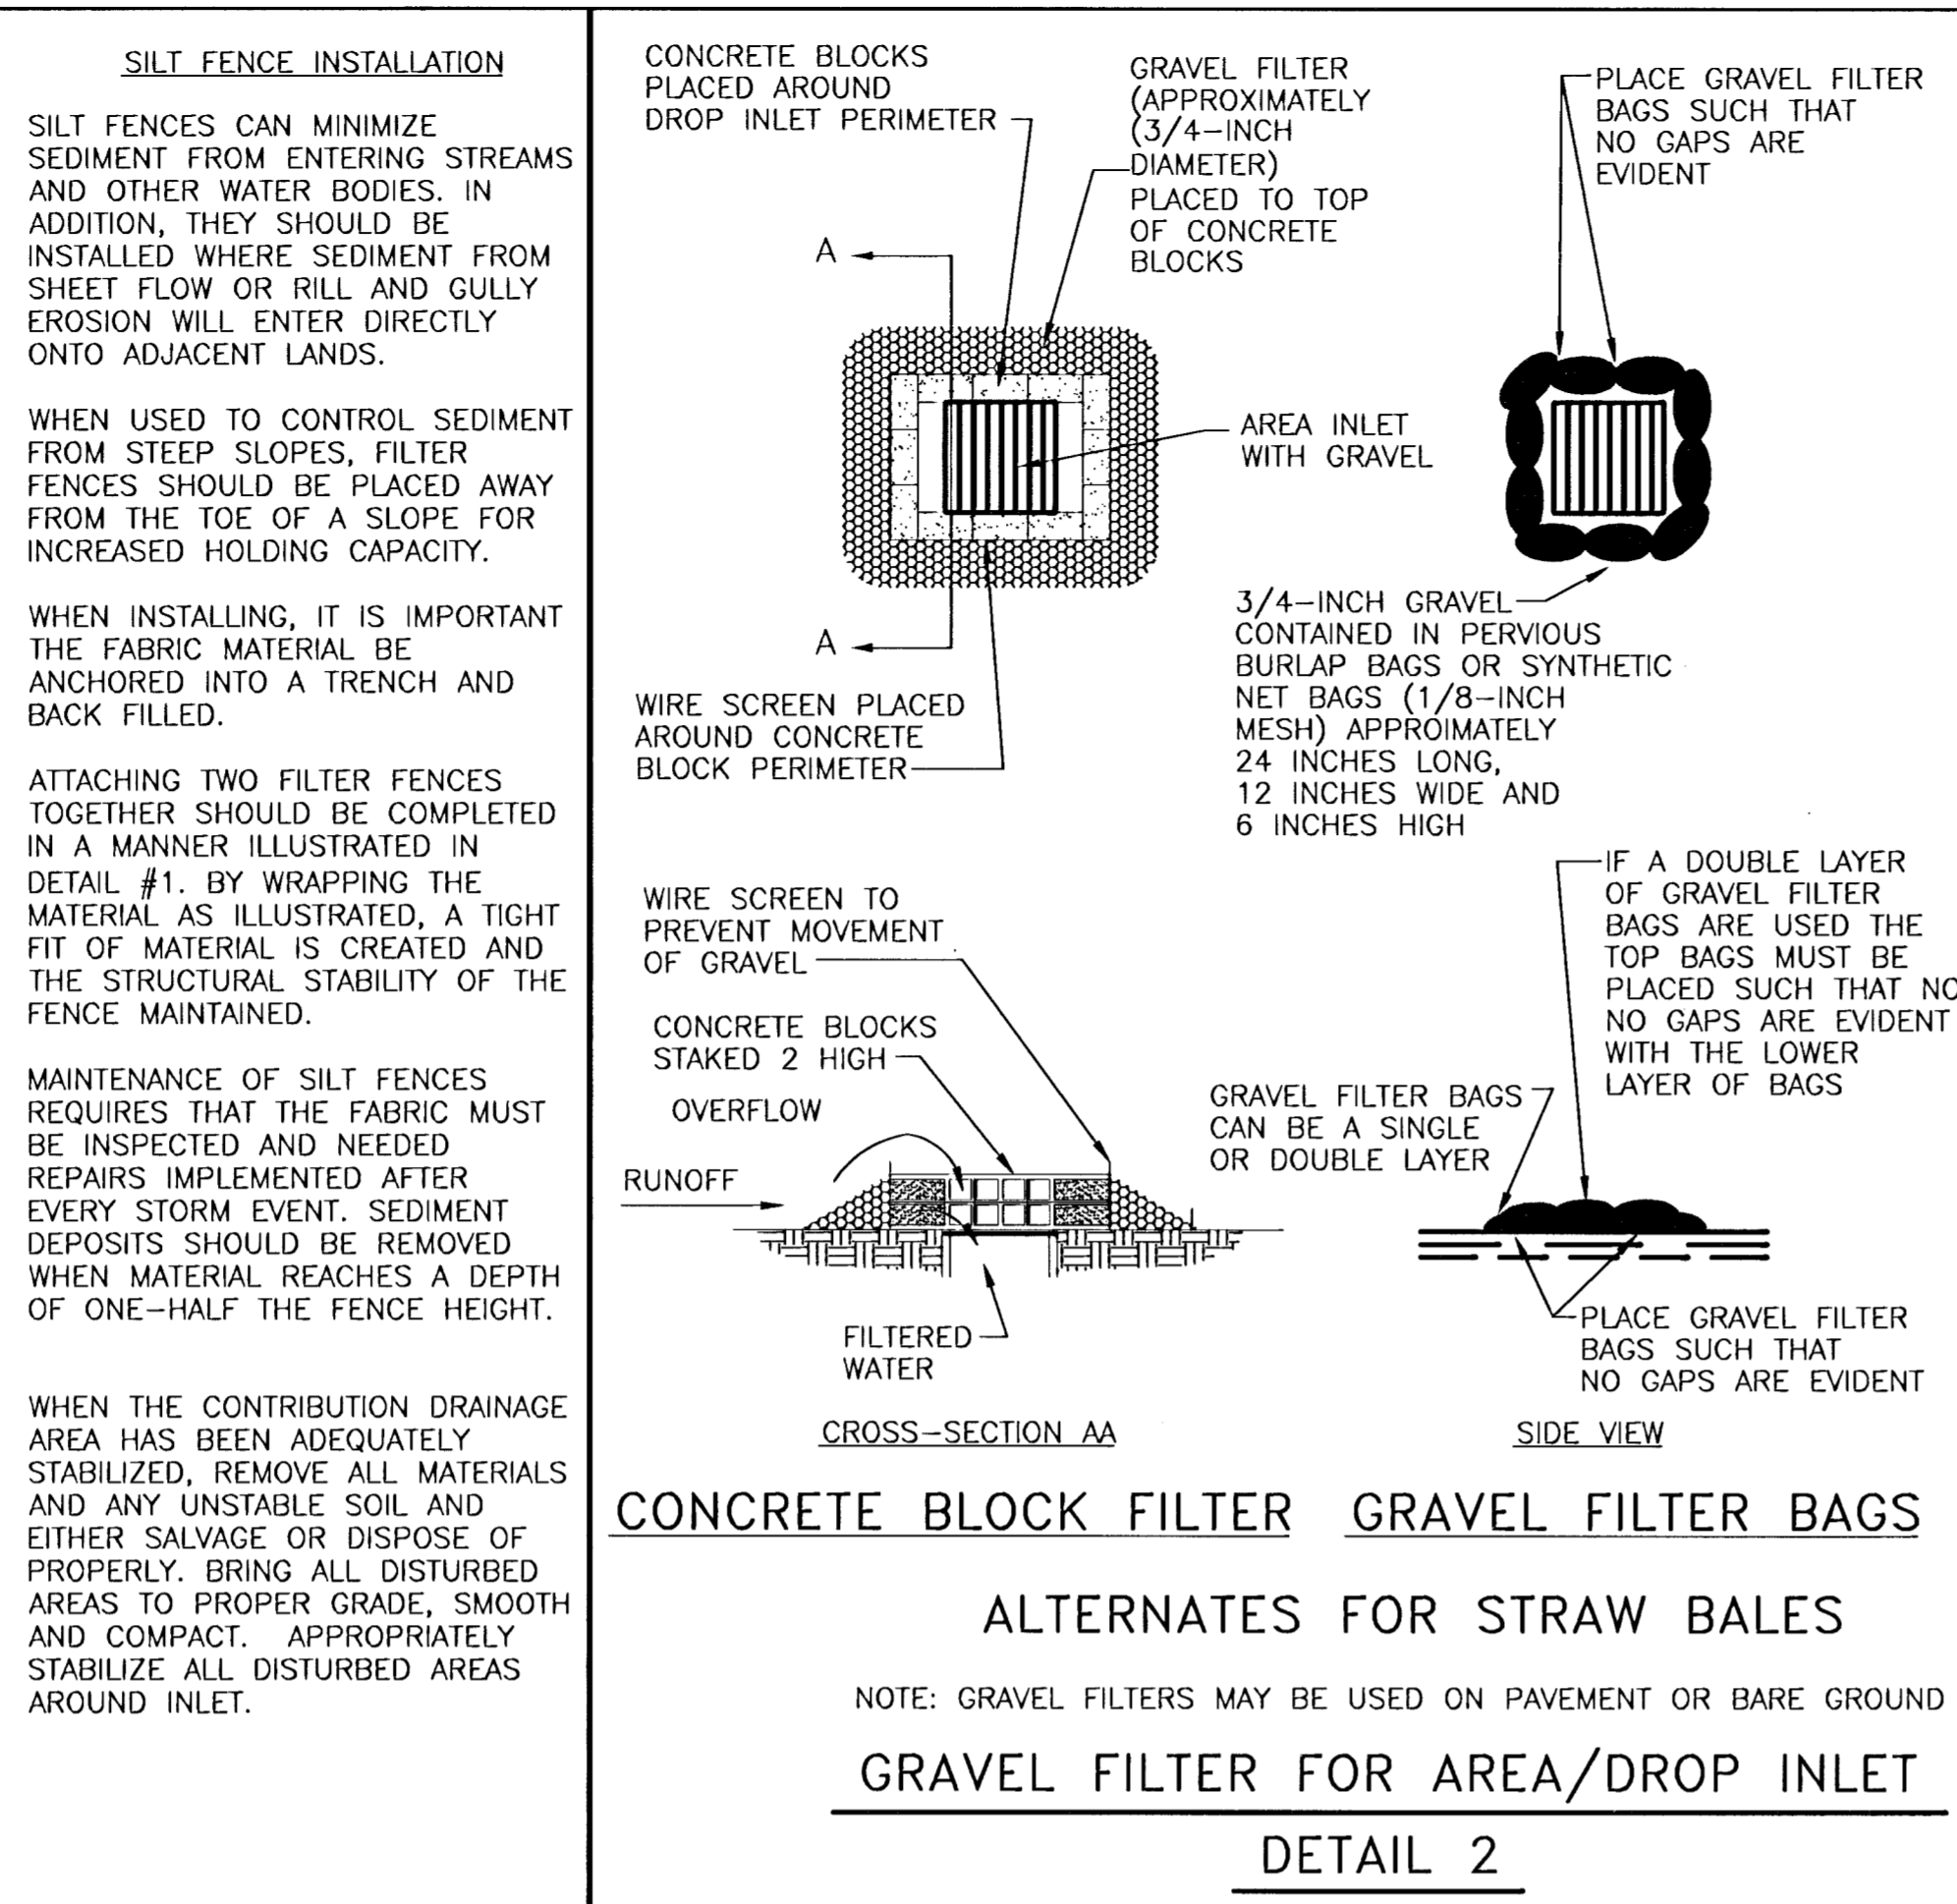 SILT FENCE INSTALLATION
SILT FENCES CAN MINIMIZE
SEDIMENT FROM ENTERING STREAMS
AND OTHER WATER BODIES. IN
ADDITION, THEY SHOULD BE
INSTALLED WHERE SEDIMENT FROM
SHEET FLOW OR RILL AND GULLY
EROSION WILL ENTER DIRECTLY
ONTO ADJACENT LANDS.
WHEN USED TO CONTROL SEDIMENT
FROM STEEP SLOPES, FILTER
FENCES SHOULD BE PLACED AWAY
FROM THE TOE OF A SLOPE FOR
INCREASED HOLDING CAPACITY.
WHEN INSTALLING, IT IS IMPORTANT
THE FABRIC MATERIAL BE
ANCHORED INTO A TRENCH AND
BACK FILLED.
ATTACHING TWO FILTER FENCES
TOGETHER SHOULD BE COMPLETED
IN A MANNER ILLUSTRATED IN
DETAIL #1. BY WRAPPING THE
MATERIAL AS ILLUSTRATED, A TIGHT
FIT OF MATERIAL IS CREATED AND
THE STRUCTURAL STABILITY OF THE
FENCE MAINTAINED.
MAINTENANCE OF SILT FENCES
REQUIRES THAT THE FABRIC MUST
BE INSPECTED AND NEEDED
REPAIRS IMPLEMENTED AFTER
EVERY STORM EVENT. SEDIMENT
DEPOSITS SHOULD BE REMOVED
WHEN MATERIAL REACHES A DEPTH
OF ONE-HALF THE FENCE HEIGHT.
WHEN THE CONTRIBUTION DRAINAGE
AREA HAS BEEN ADEQUATELY
STABILIZED, REMOVE ALL MATERIALS
AND ANY UNSTABLE SOIL AND
EITHER SALVAGE OR DISPOSE OF
PROPERLY. BRING ALL DISTURBED
AREAS TO PROPER GRADE, SMOOTH
AND COMPACT. APPROPRIATELY
STABILIZE ALL DISTURBED AREAS
AROUND INLET.
CONCRETE BLOCKS
PLACED AROUND
DROP INLET PERIMETER
GRAVEL FILTER
(APPROXIMATELY
(3/4-INCH
DIAMETER)
PLACED TO TOP
OF CONCRETE
BLOCKS
PLACE GRAVEL FILTER
BAGS SUCH THAT
NO GAPS ARE
EVIDENT
A
AREA INLET
WITH GRAVEL
A
WIRE SCREEN PLACED
AROUND CONCRETE
BLOCK PERIMETER
3/4-INCH GRAVEL
CONTAINED IN PERVIOUS
BURLAP BAGS OR SYNTHETIC
NET BAGS (1/8-INCH
MESH) APPROIMATELY
24 INCHES LONG,
12 INCHES WIDE AND
6 INCHES HIGH
WIRE SCREEN TO
PREVENT MOVEMENT
OF GRAVEL
CONCRETE BLOCKS
STAKED 2 HIGH
OVERFLOW
RUNOFF
FILTERED
WATER
CROSS-SECTION AA
IF A DOUBLE LAYER
OF GRAVEL FILTER
BAGS ARE USED THE
TOP BAGS MUST BE
PLACED SUCH THAT NO
NO GAPS ARE EVIDENT
WITH THE LOWER
LAYER OF BAGS
GRAVEL FILTER BAGS
CAN BE A SINGLE
OR DOUBLE LAYER
PLACE GRAVEL FILTER
BAGS SUCH THAT
NO GAPS ARE EVIDENT
SIDE VIEW
CONCRETE BLOCK FILTER
GRAVEL FILTER BAGS
ALTERNATES FOR STRAW BALES
NOTE: GRAVEL FILTERS MAY BE USED ON PAVEMENT OR BARE GROUND
GRAVEL FILTER FOR AREA/DROP INLET
DETAIL 2